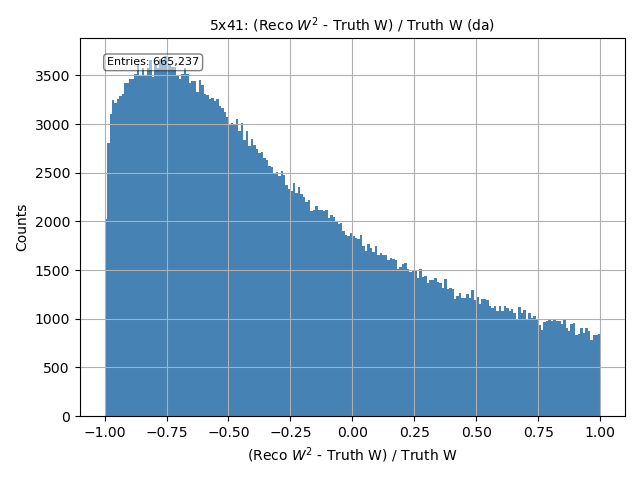 5x41: (Reco W² - Truth W) / Truth W (da)
Entries: 665,237
Counts
3500
3000
2500
2000
1500
1000
500
0
−1.00 −0.75 −0.50 −0.25 0.00 0.25 0.50 0.75 1.00
(Reco W² - Truth W) / Truth W